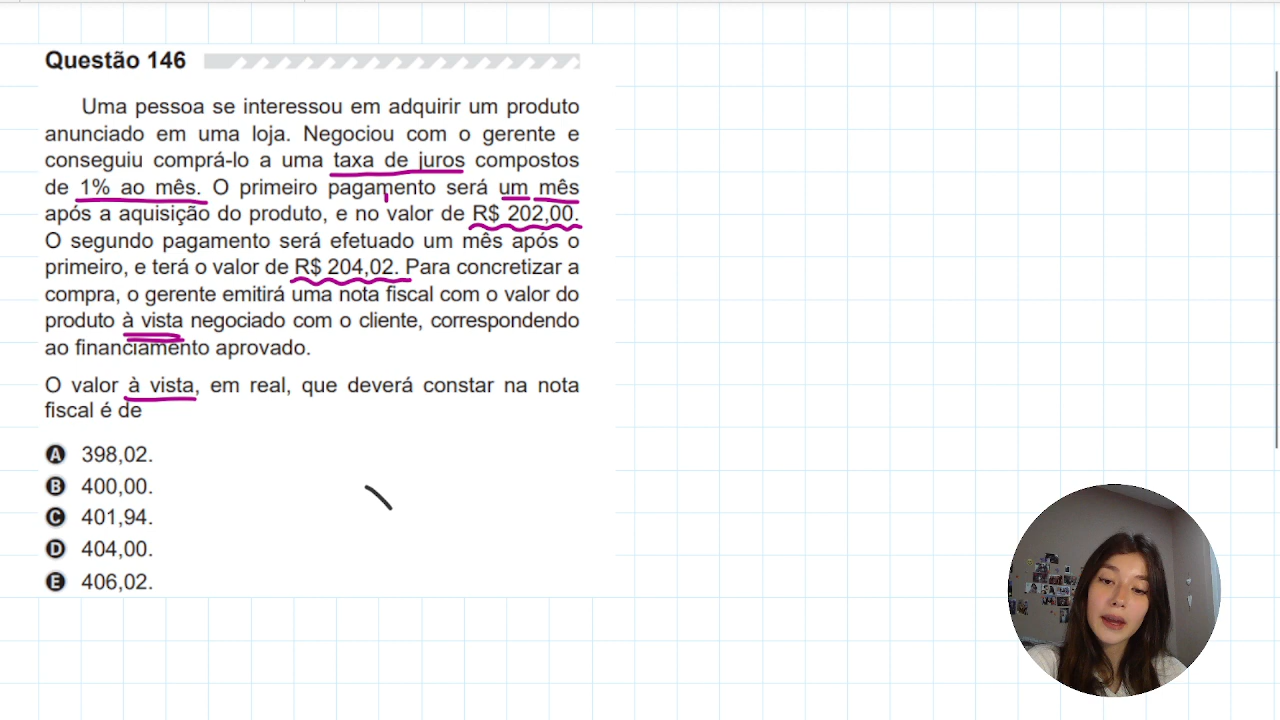 Questão 146
Uma pessoa se interessou em adquirir um produto
anunciado em uma loja. Negociou com o gerente e
conseguiu comprá-lo a uma taxa de juros compostos
de 1% ao mês. O primeiro pagamento será um mês
após a aquisição do produto, e no valor de R$ 202,00.
O segundo pagamento será efetuado um mês após o
primeiro, e terá o valor de R$ 204,02. Para concretizar a
compra, o gerente emitirá uma nota fiscal com o valor do
produto à vista negociado com o cliente, correspondendo
ao financiamento aprovado.
O valor à vista, em real, que deverá constar na nota
fiscal é de
A 398,02.
B 400,00.
C 401,94.
D 404,00.
E 406,02.